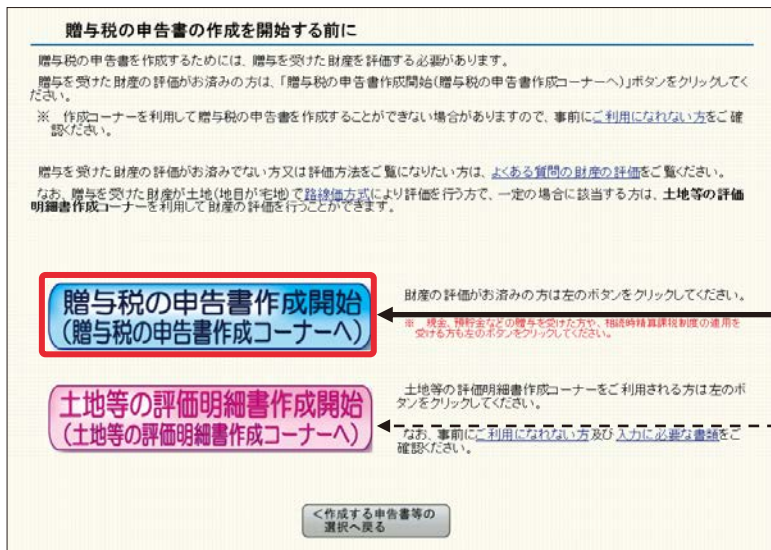 贈与税の申告書の作成を開始する前に
贈与税の申告書を作成するためには、贈与を受けた財産を評価する必要があります。
贈与を受けた財産の評価がお済みの方は、「贈与税の申告書作成開始(贈与税の申告書作成コーナーへ)」ボタンをクリックしてく
ださい。
※ 作成コーナーを利用して贈与税の申告書を作成することができない場合がありますので、事前にご利用になれない方をご確
認ください。
贈与を受けた財産の評価がお済みでない方又は評価方法をご覧になりたい方は、よくある質問の財産の評価をご覧ください。
なお、贈与を受けた財産が土地(地目が宅地)で路線価方式により評価を行う方で、一定の場合に該当する方は、土地等の評価
明細書作成コーナーを利用して財産の評価を行うことができます。
贈与税の申告書作成開始
(贈与税の申告書作成コーナーへ)
財産の評価がお済みの方は左のボタンをクリックしてください。
※ 現金、預貯金などの贈与を受けた方や、相続時精算課税制度の適用を
受ける方も左のボタンをクリックしてください。
土地等の評価明細書作成開始
(土地等の評価明細書作成コーナーへ)
土地等の評価明細書作成コーナーをご利用される方は左のボ
タンをクリックしてください。
なお、事前にご利用になれない方及び入力に必要な書類をご
確認ください。
<作成する申告書等の
選択へ戻る